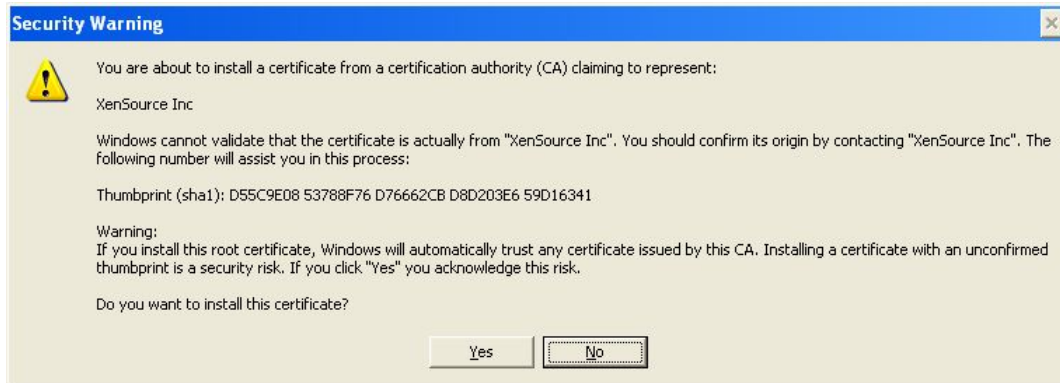 Security Warning
You are about to install a certificate from a certification authority (CA) claiming to represent:
XenSource Inc
Windows cannot validate that the certificate is actually from "XenSource Inc". You should confirm its origin by contacting "XenSource Inc". The
following number will assist you in this process:
Thumbprint (sha1): D55C9E08 53788F76 D76662CB D8D203E6 59D16341
Warning:
If you install this root certificate, Windows will automatically trust any certificate issued by this CA. Installing a certificate with an unconfirmed
thumbprint is a security risk. If you click "Yes" you acknowledge this risk.
Do you want to install this certificate?
Yes No